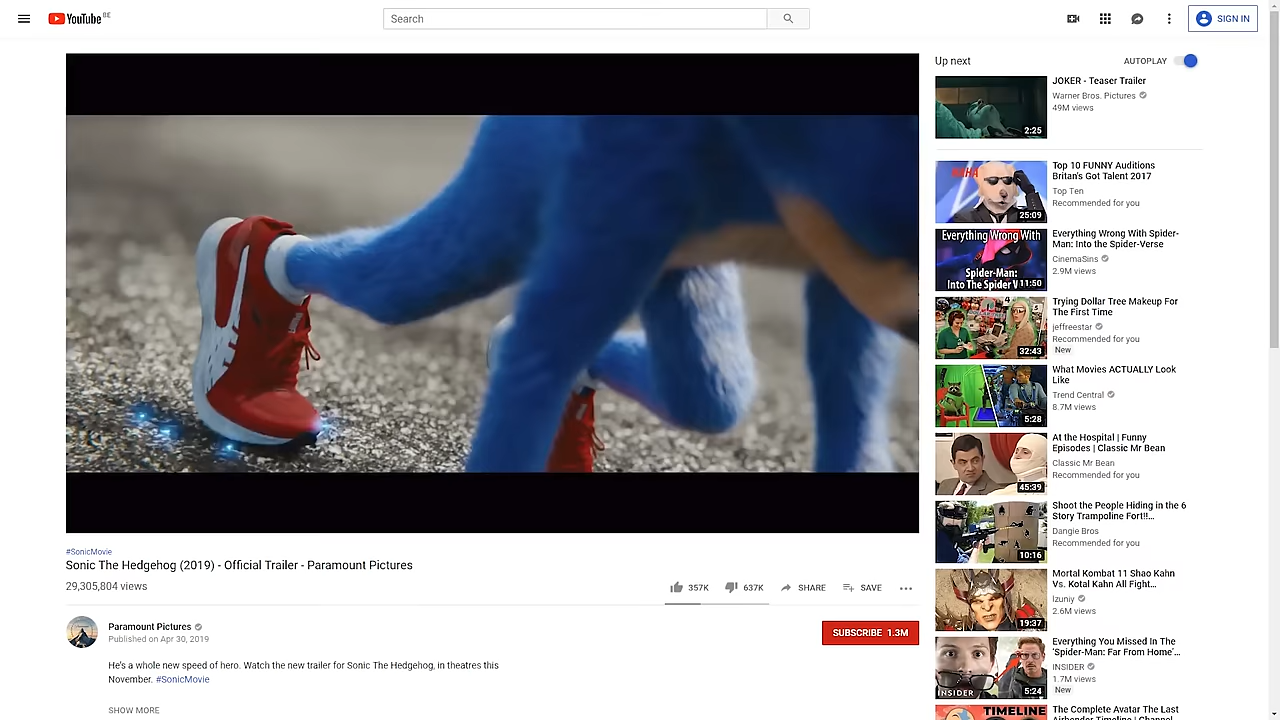 YouTube BE
Search
SIGN IN
#SonicMovie
Sonic The Hedgehog (2019) - Official Trailer - Paramount Pictures
29,305,804 views
357K
637K
SHARE
SAVE
Paramount Pictures
Published on Apr 30, 2019
SUBSCRIBE 1.3M
He's a whole new speed of hero. Watch the new trailer for Sonic The Hedgehog, in theatres this
November. #SonicMovie
SHOW MORE
Up next
AUTOPLAY
2:25
JOKER - Teaser Trailer
Warner Bros. Pictures
49M views
25:09
Top 10 FUNNY Auditions
Britan's Got Talent 2017
Top Ten
Recommended for you
Everything Wrong With
Spider-Man:
Into The Spider V
11:50
Everything Wrong With Spider-
Man: Into the Spider-Verse
CinemaSins
2.9M views
32:43
Trying Dollar Tree Makeup For
The First Time
jeffreestar
Recommended for you
New
5:28
What Movies ACTUALLY Look
Like
Trend Central
8.7M views
45:39
At the Hospital | Funny
Episodes | Classic Mr Bean
Classic Mr Bean
Recommended for you
10:16
Shoot the People Hiding in the 6
Story Trampoline Fort!!...
Dangie Bros
Recommended for you
19:37
Mortal Kombat 11 Shao Kahn
Vs. Kotal Kahn All Fight...
Izuniy
2.6M views
INSIDER
5:24
Everything You Missed In The
'Spider-Man: Far From Home'...
INSIDER
1.7M views
New
TIMELINE
The Complete Avatar The Last
Airbender Timeline | Channel